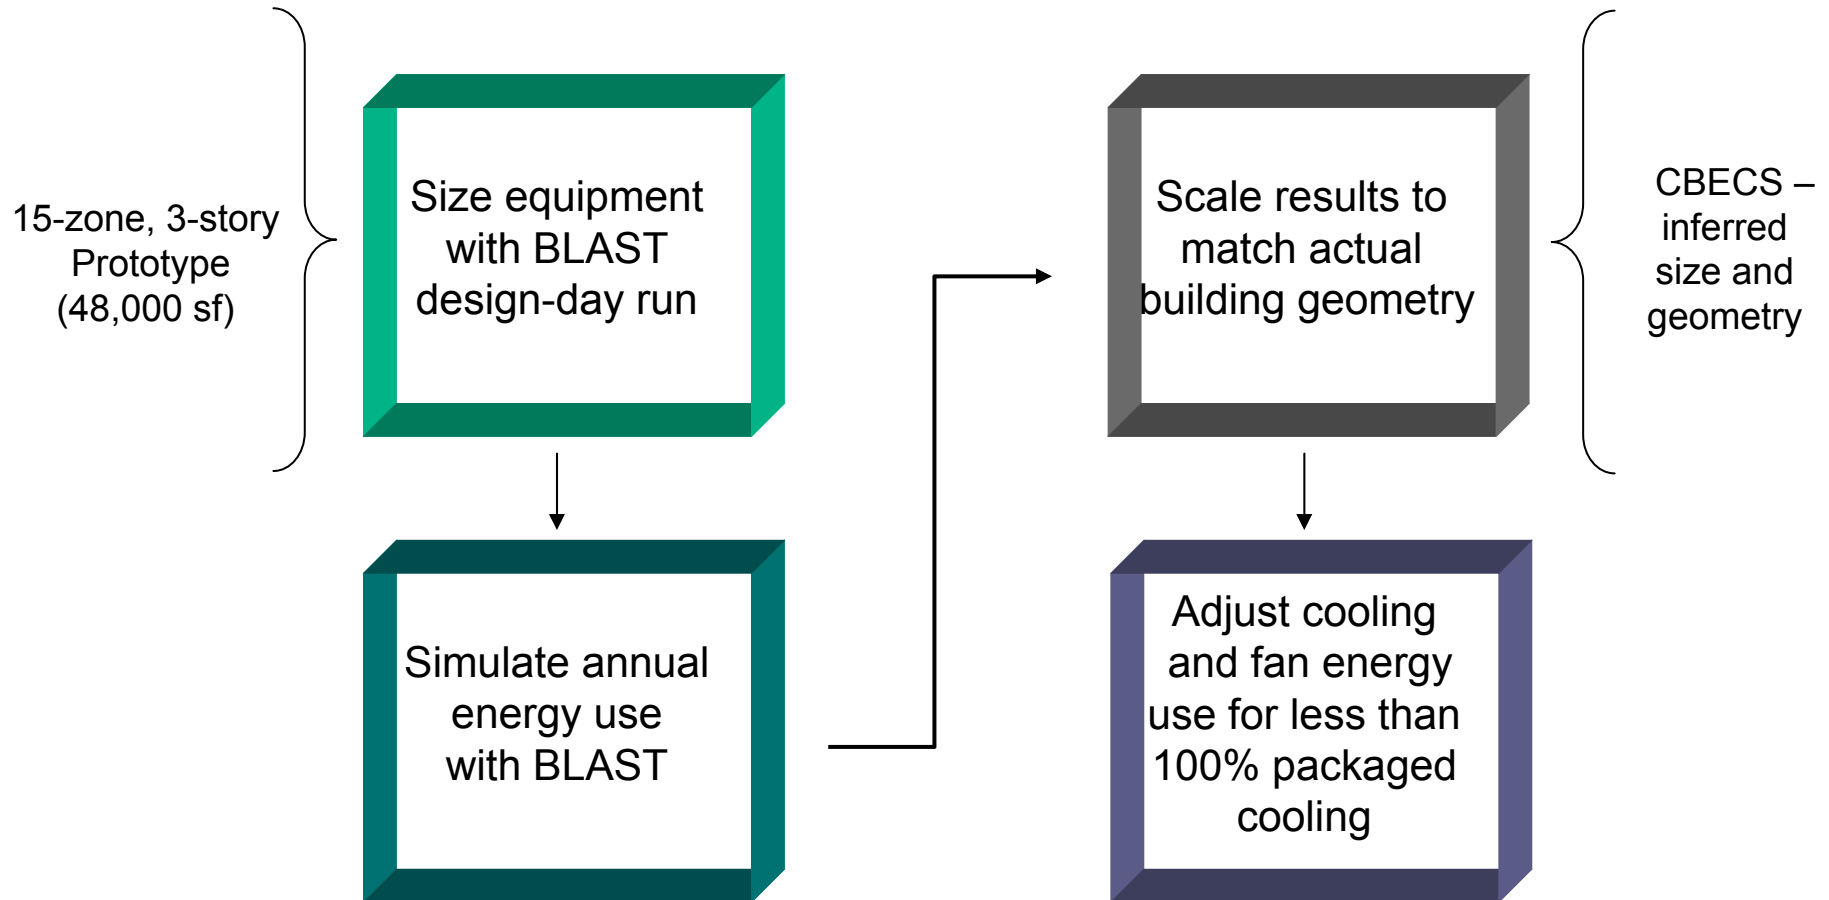 15-zone, 3-story
Prototype
(48,000 sf)
Size equipment
with BLAST
design-day run
Simulate annual
energy use
with BLAST
Scale results to
match actual
building geometry
CBECS –
inferred
size and
geometry
Adjust cooling
and fan energy
use for less than
100% packaged
cooling